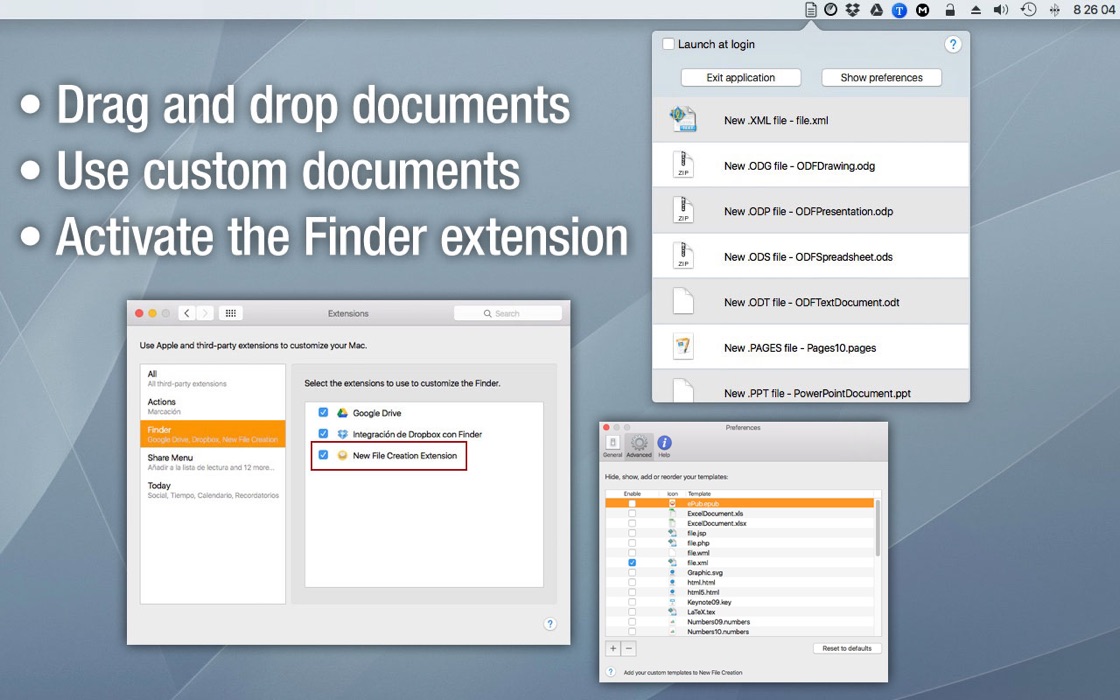 8 26 04
• Drag and drop documents
• Use custom documents
• Activate the Finder extension
Launch at login
?
Exit application
Show preferences
New .XML file - file.xml
ZIP
New .ODG file - ODFDrawing.odg
ZIP
New .ODP file - ODFPresentation.odp
ZIP
New .ODS file - ODFSpreadsheet.ods
New .ODT file - ODFTextDocument.odt
New .PAGES file - Pages10.pages
New .PPT file - PowerPointDocument.ppt
Extensions
Search
Use Apple and third-party extensions to customize your Mac.
All
All third-party extensions
Actions
Marcación
Finder
Google Drive, Dropbox, New File Creation
Share Menu
Añadir a la lista de lectura and 12 more...
Today
Social, Tiempo, Calendario, Recordatorios
Select the extensions to use to customize the Finder.
Google Drive
Integración de Dropbox con Finder
New File Creation Extension
?
Preferences
General
Advanced
Help
Hide, show, add or reorder your templates:
Enable Icon Template
ePub.epub
ExcelDocument.xls
ExcelDocument.xlsx
file.jsp
file.php
file.wml
file.xml
Graphic.svg
html.html
html5.html
Keynote09.key
LaTeX.tex
Numbers09.numbers
Numbers10.numbers
+ −
Reset to defaults
? Add your custom templates to New File Creation